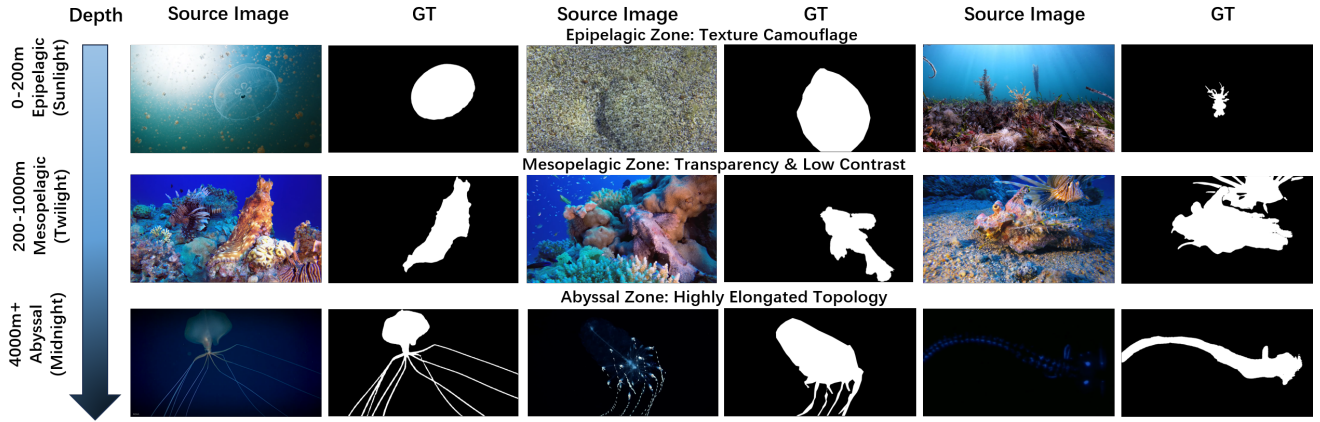 Depth
Source Image
GT
Source Image
GT
Source Image
GT
Epipelagic Zone: Texture Camouflage
0-200m
Epipelagic
(Sunlight)
Mesopelagic Zone: Transparency & Low Contrast
200-1000m
Mesopelagic
(Twilight)
Abyssal Zone: Highly Elongated Topology
4000m+
Abyssal
(Midnight)